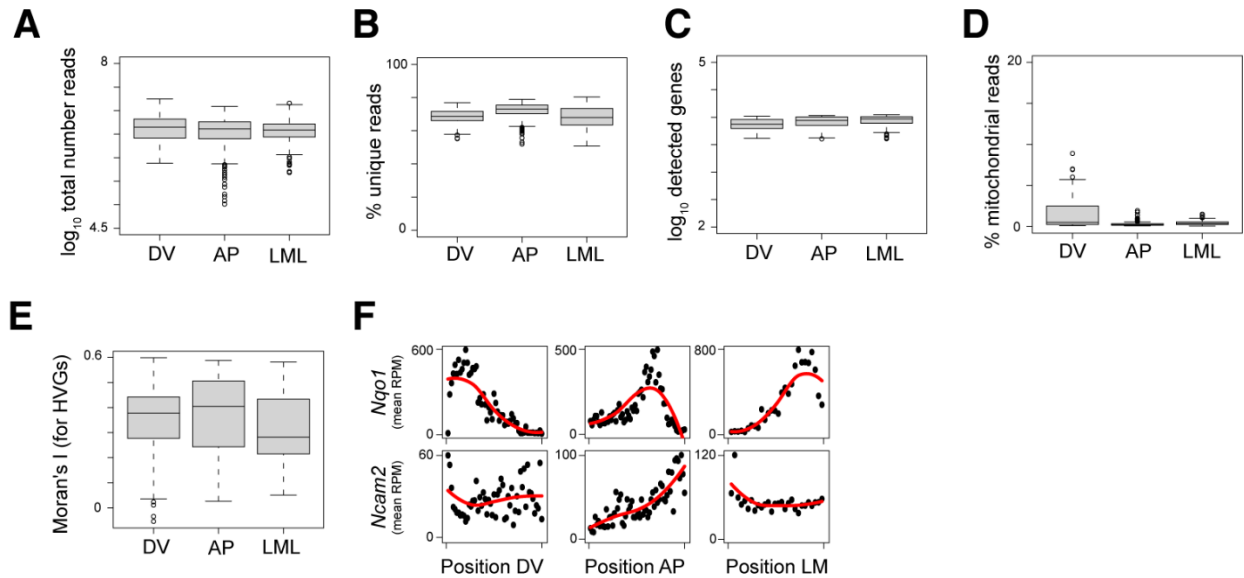 A
log10 total number reads
8
4.5
DV AP LML
B
% unique reads
100
0
DV AP LML
C
log10 detected genes
5
2
DV AP LML
D
% mitochondrial reads
20
0
DV AP LML
E
Moran's I (for HVGs)
0.6
0
DV AP LML
F
Nqo1
(mean RPM)
600
0
500
0
800
0
Ncam2
(mean RPM)
60
0
100
0
120
0
Position DV Position AP Position LM